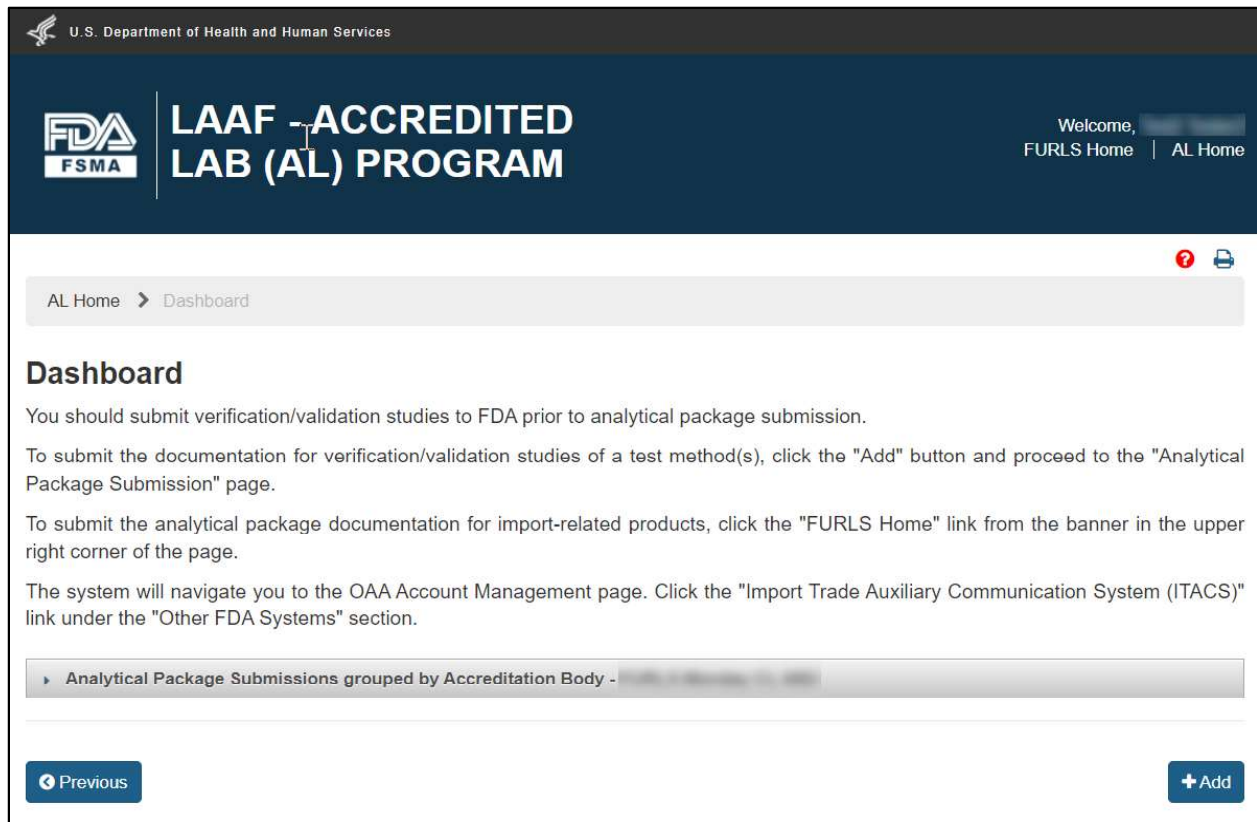 U.S. Department of Health and Human Services
FDA
FSMA
LAAF - ACCREDITED
LAB (AL) PROGRAM
Welcome,
FURLS Home | AL Home
AL Home > Dashboard
Dashboard
You should submit verification/validation studies to FDA prior to analytical package submission.
To submit the documentation for verification/validation studies of a test method(s), click the "Add" button and proceed to the "Analytical
Package Submission" page.
To submit the analytical package documentation for import-related products, click the "FURLS Home" link from the banner in the upper
right corner of the page.
The system will navigate you to the OAA Account Management page. Click the "Import Trade Auxiliary Communication System (ITACS)"
link under the "Other FDA Systems" section.
Analytical Package Submissions grouped by Accreditation Body -
Previous
+ Add